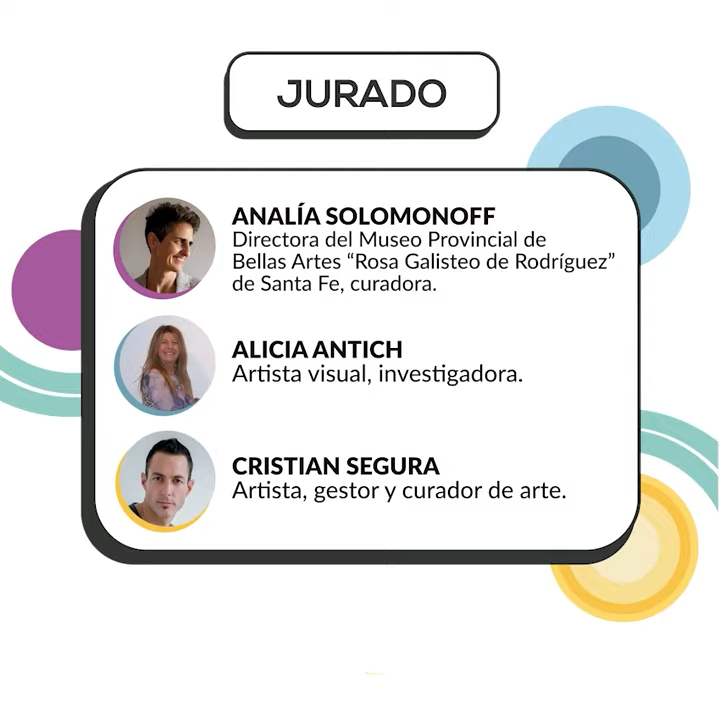 JURADO
ANALÍA SOLOMONOFF
Directora del Museo Provincial de
Bellas Artes “Rosa Galisteo de Rodríguez”
de Santa Fe, curadora.
ALICIA ANTICH
Artista visual, investigadora.
CRISTIAN SEGURA
Artista, gestor y curador de arte.